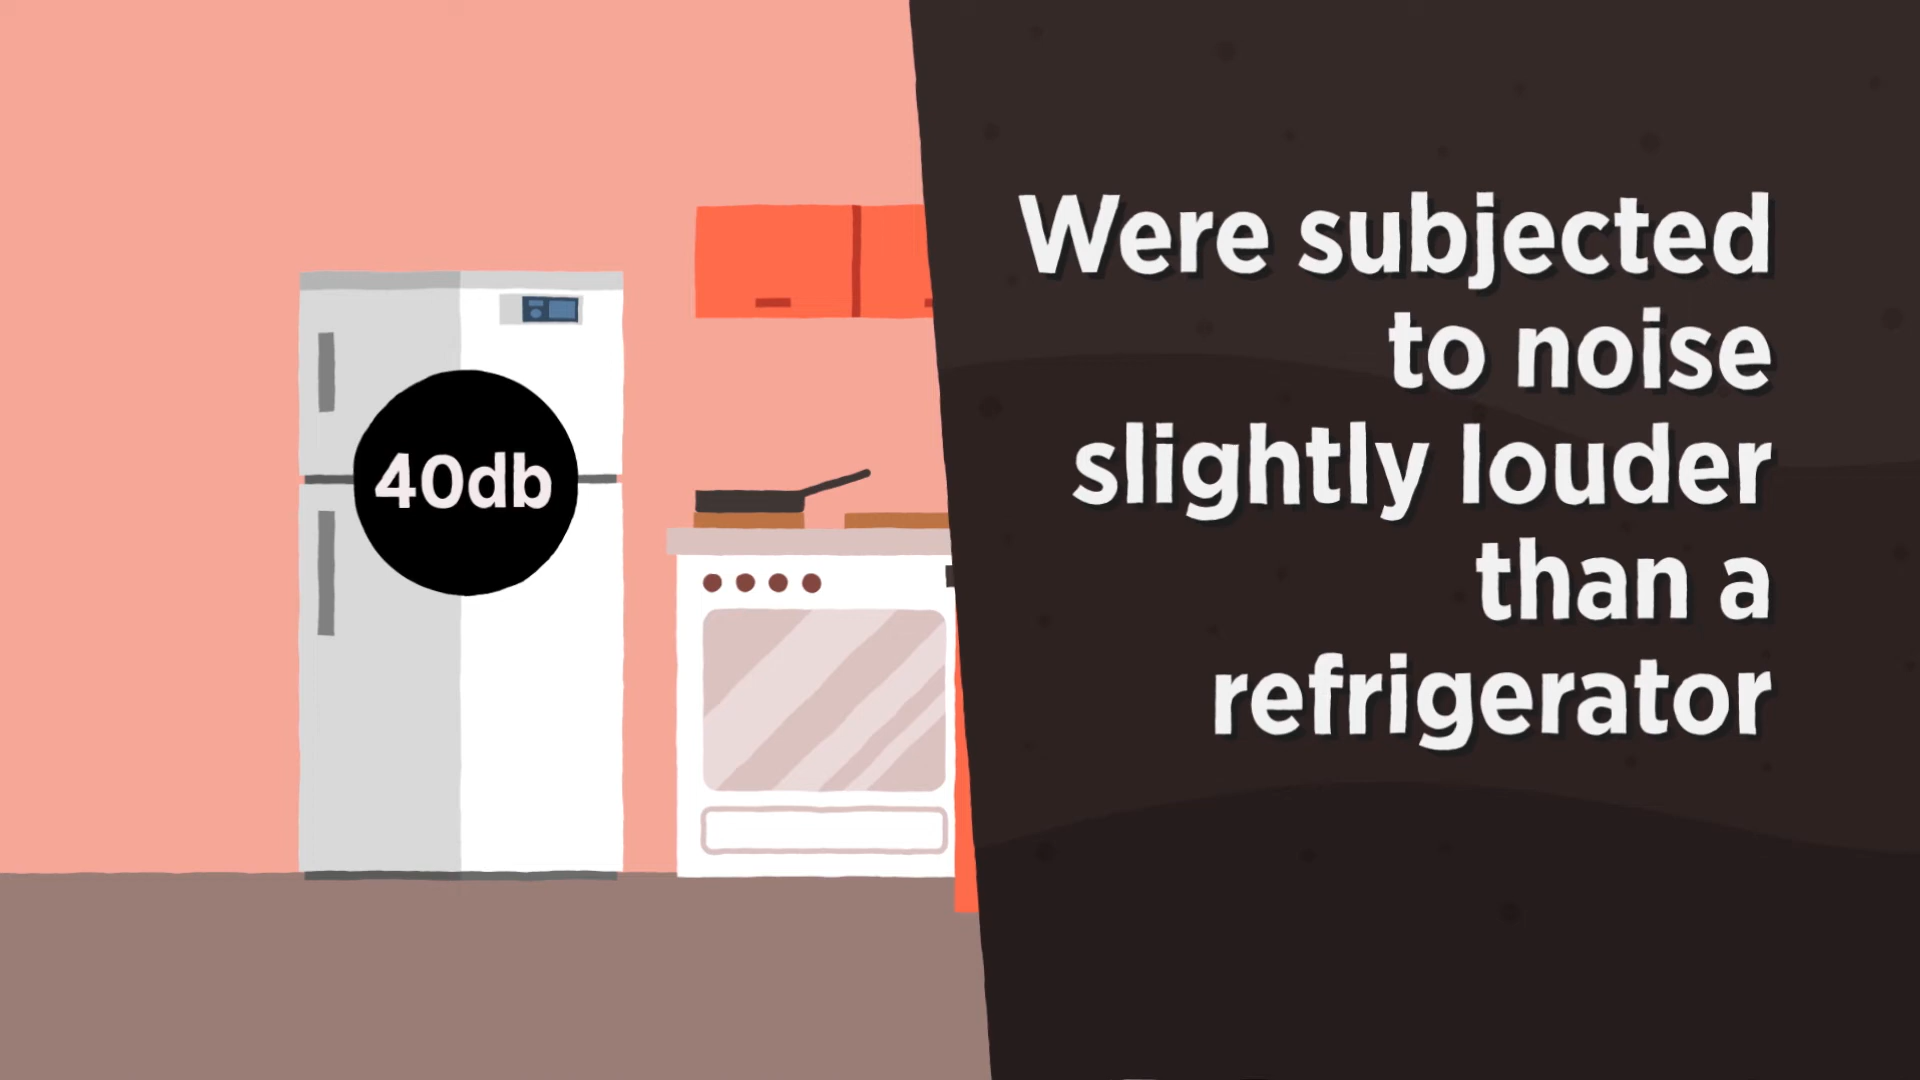 40db
Were subjected
to noise
slightly louder
than a
refrigerator